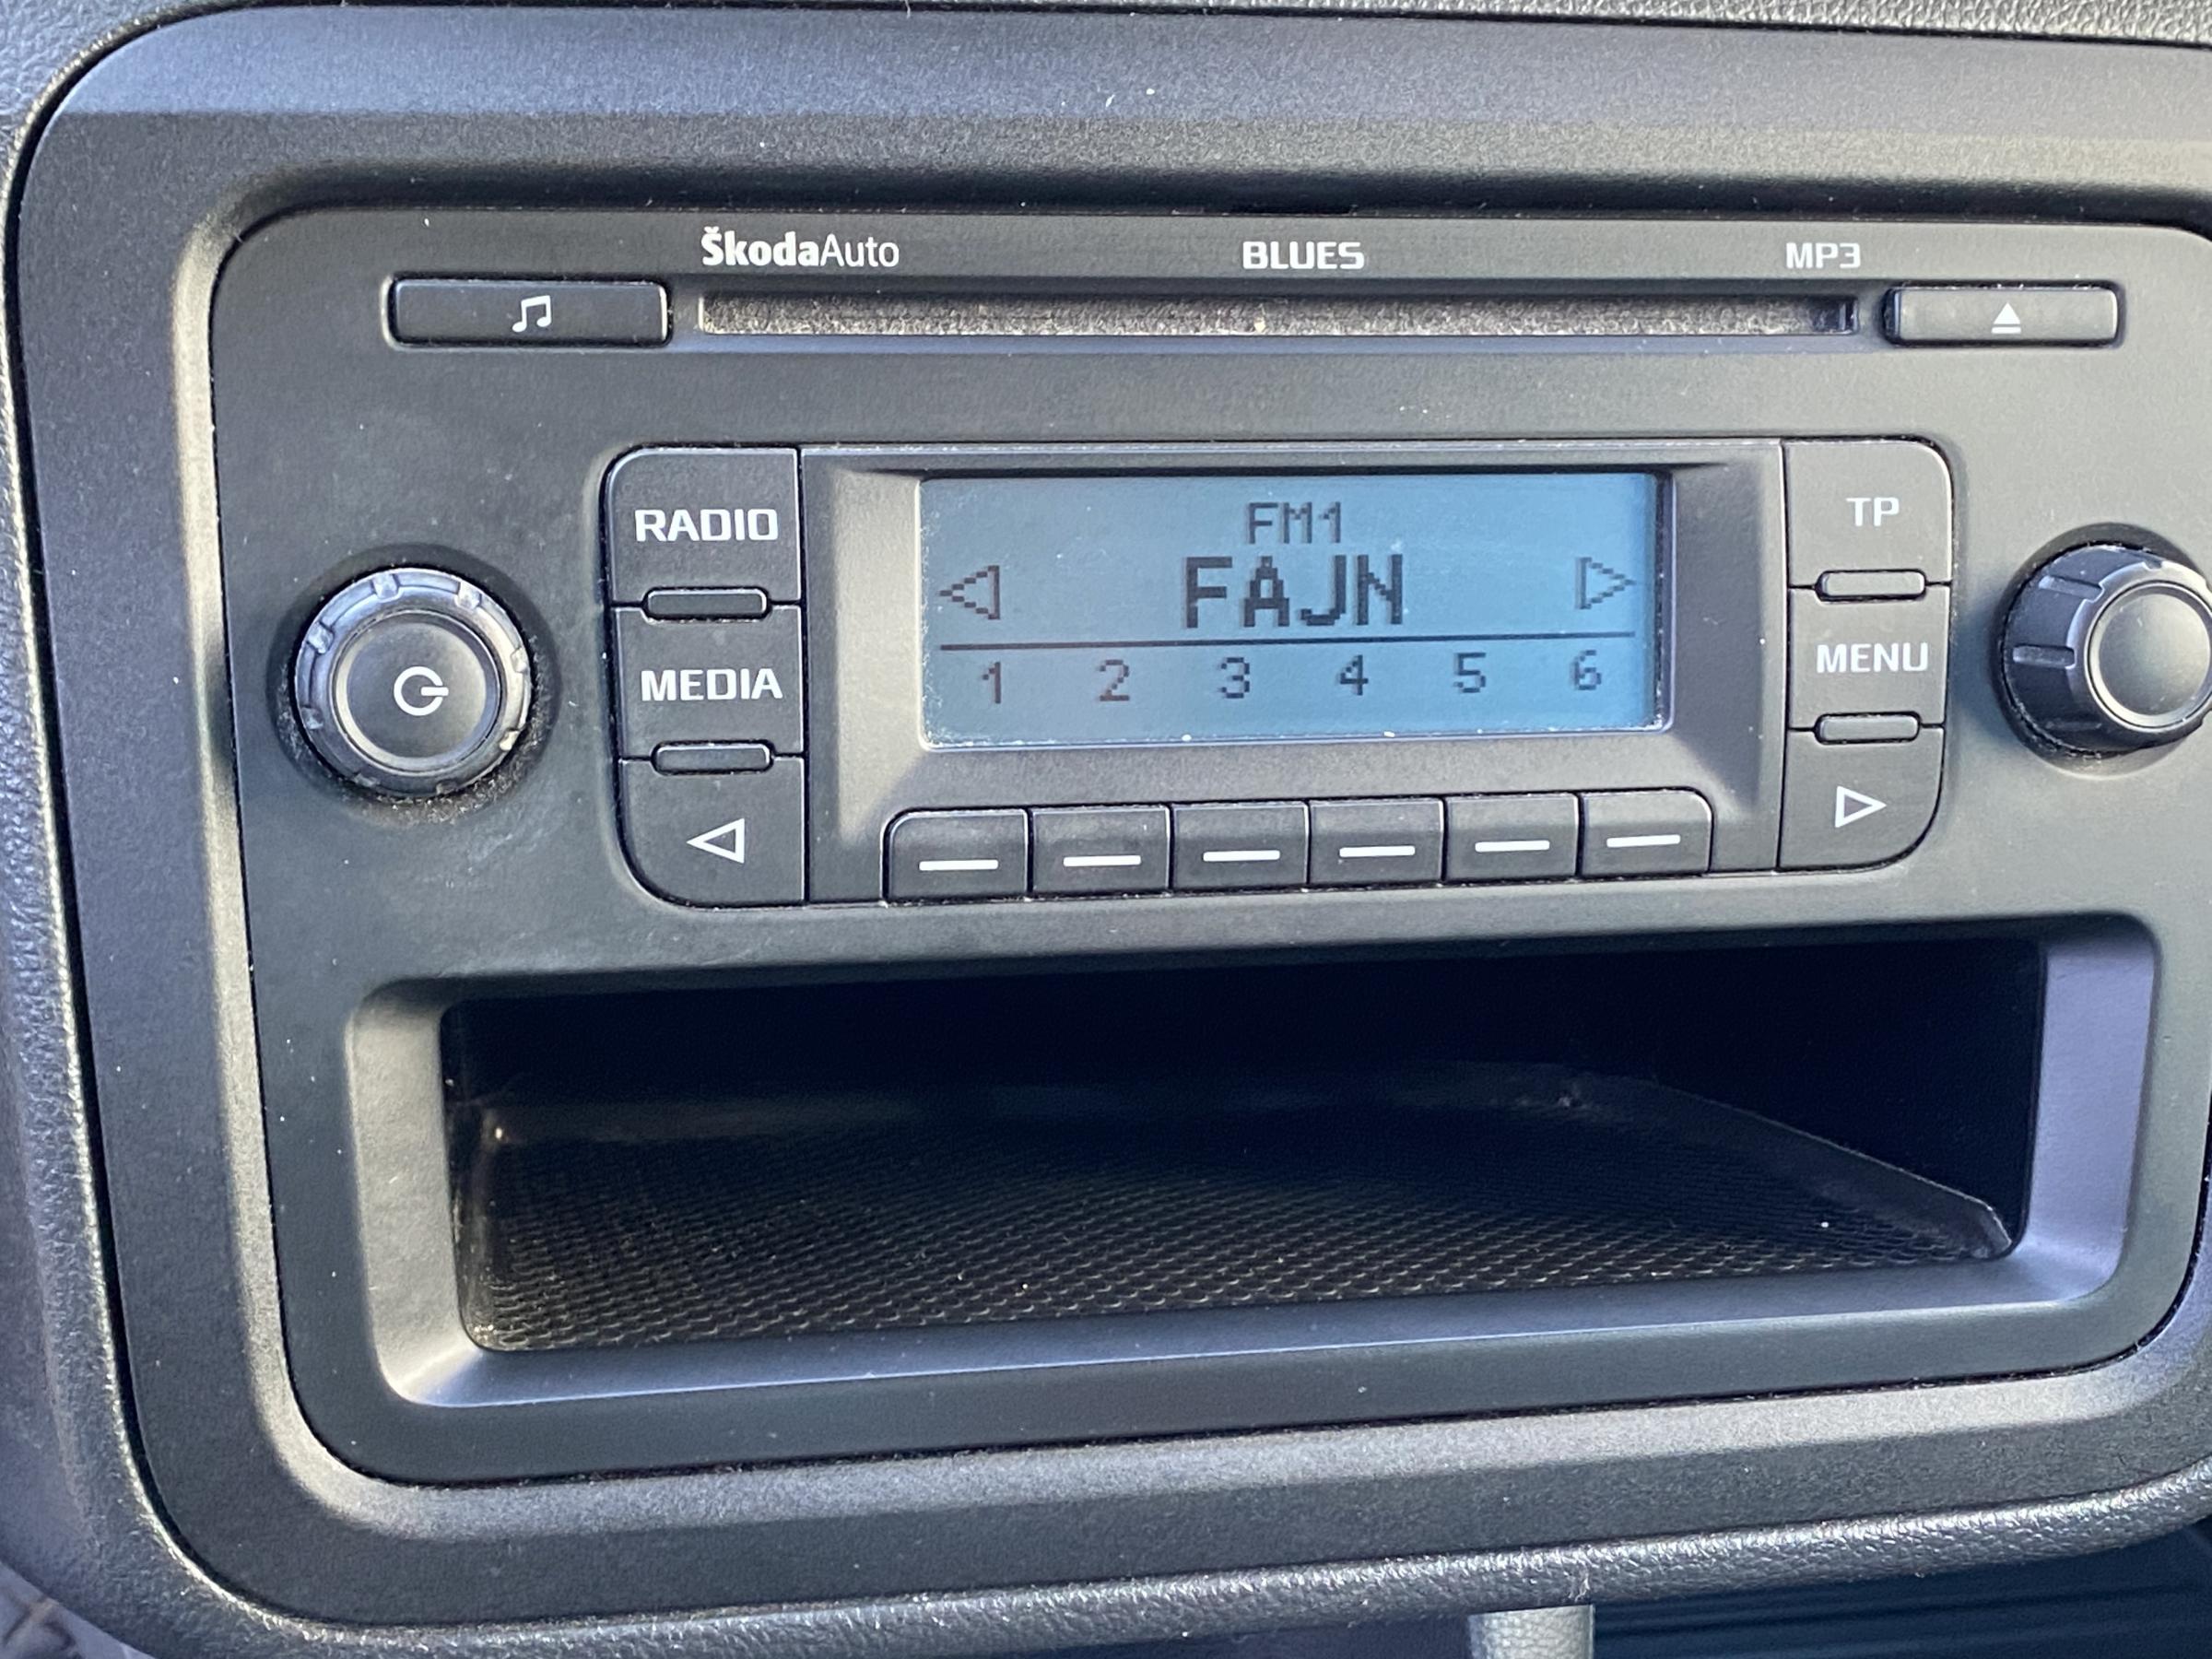 ŠkodaAuto BLUES MP3
RADIO
TP
FM1
FAJN
MEDIA
MENU
1 2 3 4 5 6